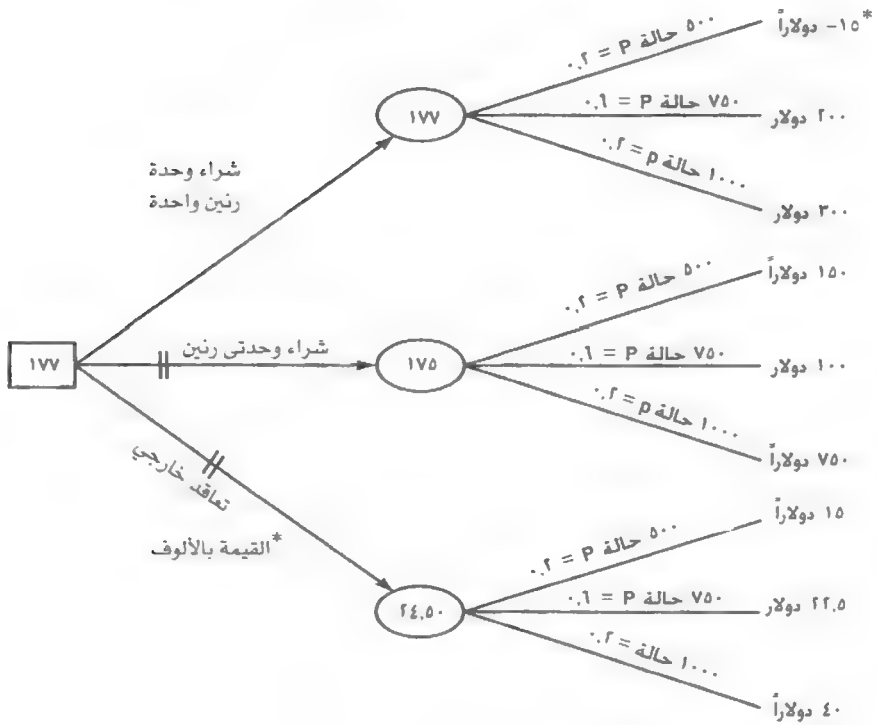 *١٥- دولاراً
٥٠٠ حالة P = ٠,٢
١٧٧
٧٥٠ حالة P = ٠,٦
٢٠٠ دولار
١٠٠٠ حالة p = ٠,٢
٣٠٠ دولار
شراء وحدة
رنين واحدة
١٥٠ دولاراً
٥٠٠ حالة P = ٠,٢
١٧٧
شراء وحدتى رنين
١٧٥
٧٥٠ حالة P = ٠,٦
١٠٠ دولار
١٠٠٠ حالة p = ٠,٢
٧٥٠ دولاراً
تعاقد خارجي
*القيمة بالألوف
١٥ دولاراً
٥٠٠ حالة P = ٠,٢
٢٤,٥٠
٧٥٠ حالة P = ٠,٦
٢٢,٥ دولار
١٠٠٠ حالة = ٠,٢
٤٠ دولاراً